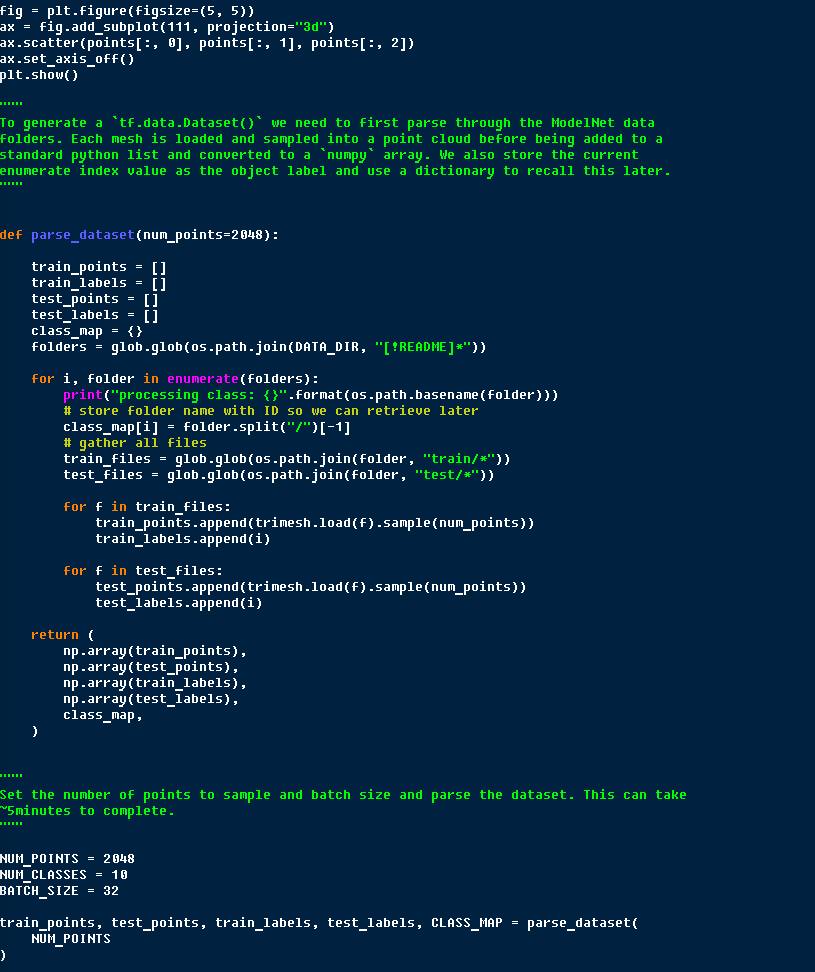 fig = plt.figure(figsize=(5, 5))
ax = fig.add_subplot(111, projection="3d")
ax.scatter(points[:, 0], points[:, 1], points[:, 2])
ax.set_axis_off()
plt.show()
"""
To generate a `tf.data.Dataset()` we need to first parse through the ModelNet data
folders. Each mesh is loaded and sampled into a point cloud before being added to a
standard python list and converted to a `numpy` array. We also store the current
enumerate index value as the object label and use a dictionary to recall this later.
"""
def parse_dataset(num_points=2048):
    train_points = []
    train_labels = []
    test_points = []
    test_labels = []
    class_map = {}
    folders = glob.glob(os.path.join(DATA_DIR, "[!README]*"))
    for i, folder in enumerate(folders):
        print("processing class: {}".format(os.path.basename(folder)))
        # store folder name with ID so we can retrieve later
        class_map[i] = folder.split("/")[-1]
        # gather all files
        train_files = glob.glob(os.path.join(folder, "train/*"))
        test_files = glob.glob(os.path.join(folder, "test/*"))
        for f in train_files:
            train_points.append(trimesh.load(f).sample(num_points))
            train_labels.append(i)
        for f in test_files:
            test_points.append(trimesh.load(f).sample(num_points))
            test_labels.append(i)
    return (
        np.array(train_points),
        np.array(test_points),
        np.array(train_labels),
        np.array(test_labels),
        class_map,
    )
"""
Set the number of points to sample and batch size and parse the dataset. This can take
~5minutes to complete.
"""
NUM_POINTS = 2048
NUM_CLASSES = 10
BATCH_SIZE = 32
train_points, test_points, train_labels, test_labels, CLASS_MAP = parse_dataset(
    NUM_POINTS
)